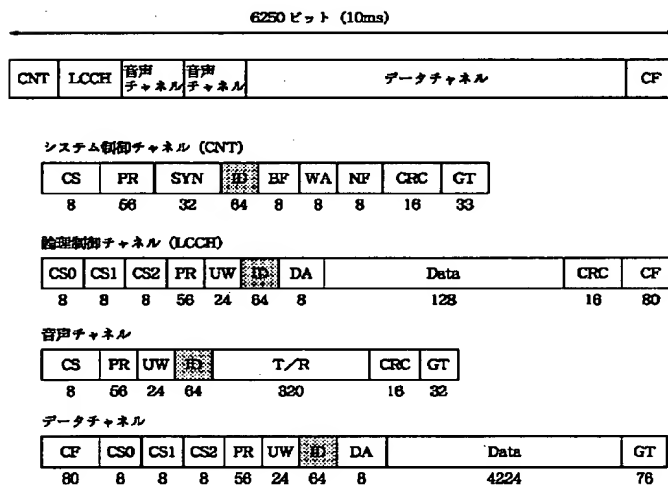 6250 ビット (10ms)
CNT LCCH 音声チャネル 音声チャネル データチャネル CF
システム制御チャネル (CNT)
CS PR SYN ID BF WA NF CRC GT
8 56 32 64 8 8 8 16 33
論理制御チャネル (LCCH)
CS0 CS1 CS2 PR UW ID DA Data CRC CF
8 8 8 56 24 64 8 128 16 80
音声チャネル
CS PR UW ID T/R CRC GT
8 56 24 64 320 16 32
データチャネル
CF CS0 CS1 CS2 PR UW ID DA Data GT
80 8 8 8 56 24 64 8 4224 76